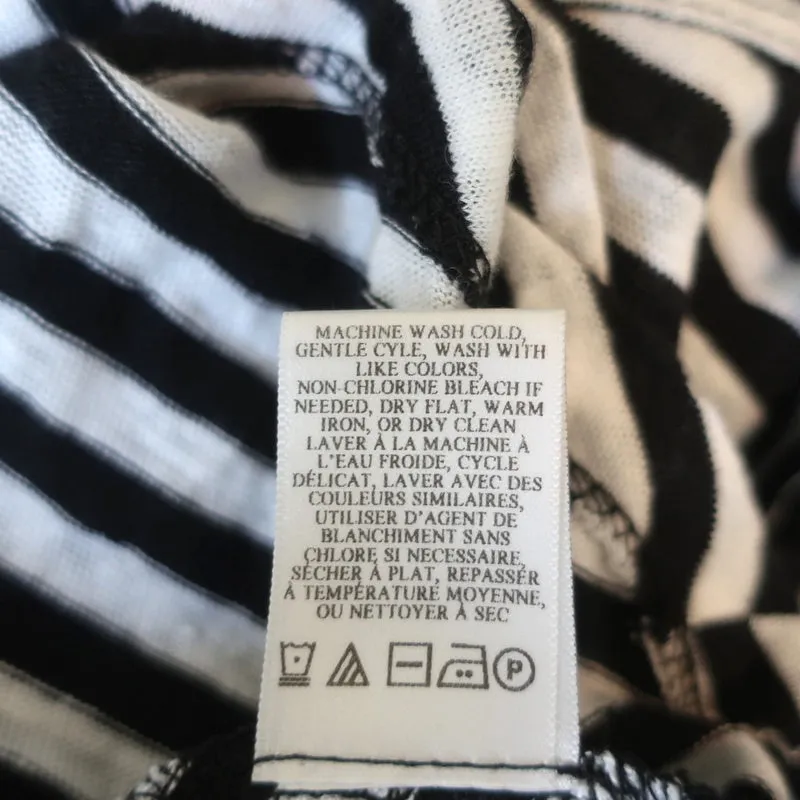 MACHINE WASH COLD,
GENTLE CYLE, WASH WITH
LIKE COLORS,
NON-CHLORINE BLEACH IF
NEEDED, DRY FLAT, WARM
IRON, OR DRY CLEAN
LAVER À LA MACHINE À
L'EAU FROIDE, CYCLE
DÉLICAT, LAVER AVEC DES
COULEURS SIMILAIRES,
UTILISER D'AGENT DE
BLANCHIMENT SANS
CHLORE SI NECESSAIRE,
SÉCHER À PLAT, REPASSER
À TEMPÉRATURE MOYENNE,
OU NETTOYER À SEC
P